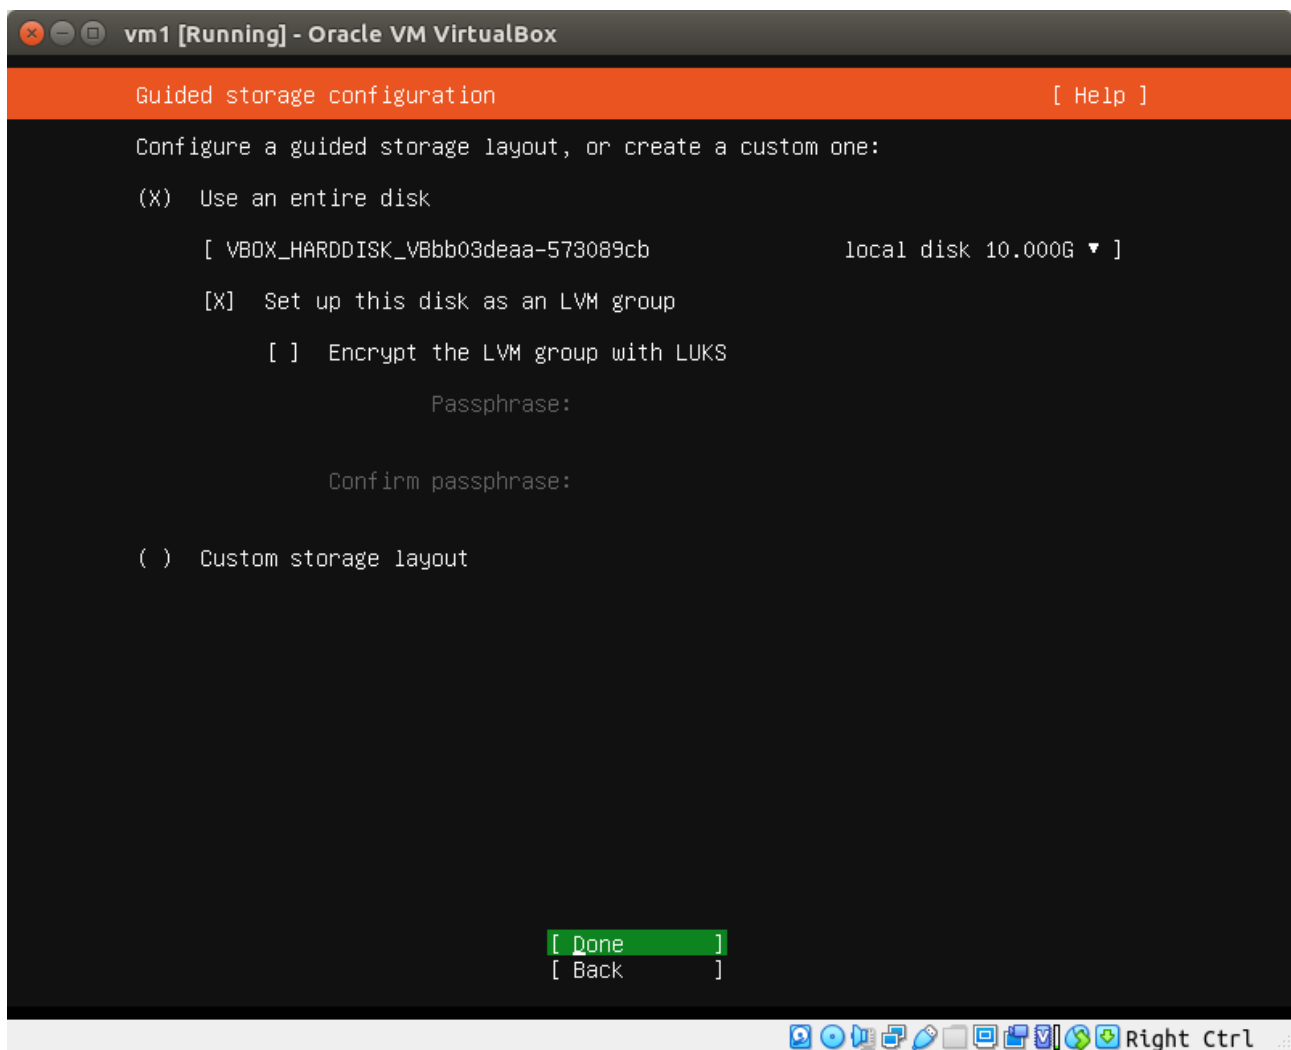 vm1 [Running] - Oracle VM VirtualBox
Guided storage configuration [ Help ]
Configure a guided storage layout, or create a custom one:
(X) Use an entire disk
[ VBOX_HARDDISK_VBbb03deaa-573089cb local disk 10.000G ▾ ]
[X] Set up this disk as an LVM group
[ ] Encrypt the LVM group with LUKS
Passphrase:
Confirm passphrase:
( ) Custom storage layout
[ Done ]
[ Back ]
Right Ctrl